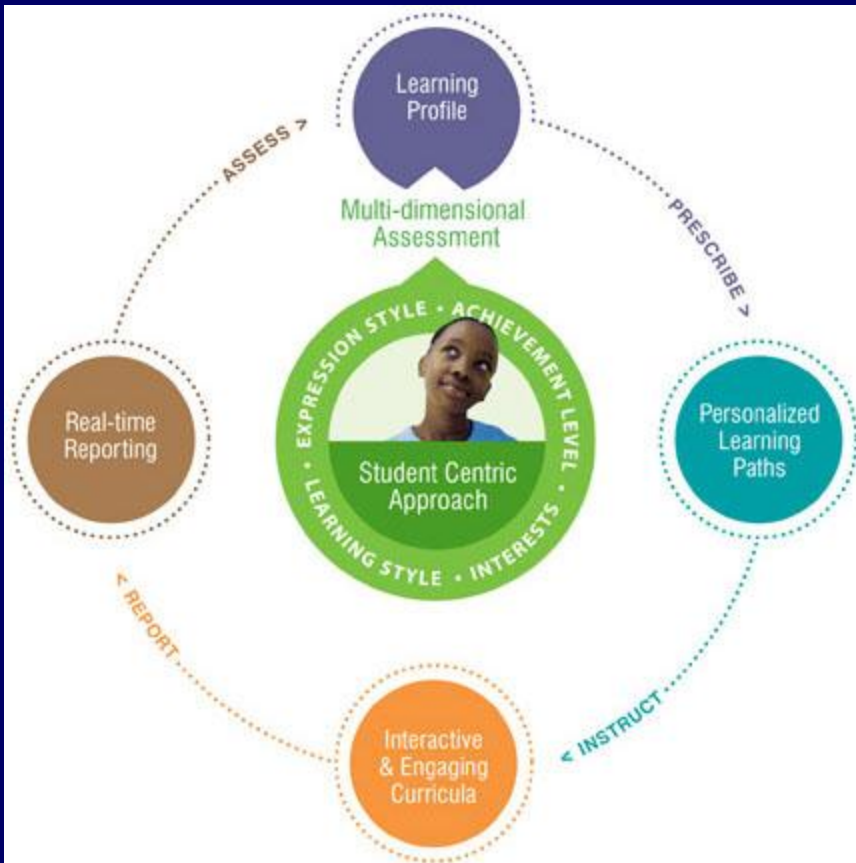 Learning
Profile
ASSESS >
PRESCRIBE >
Multi-dimensional
Assessment
EXPRESSION STYLE • ACHIEVEMENT LEVEL • INTERESTS • LEARNING STYLE •
Student Centric
Approach
Real-time
Reporting
Personalized
Learning
Paths
< REPORT
< INSTRUCT
Interactive
& Engaging
Curricula